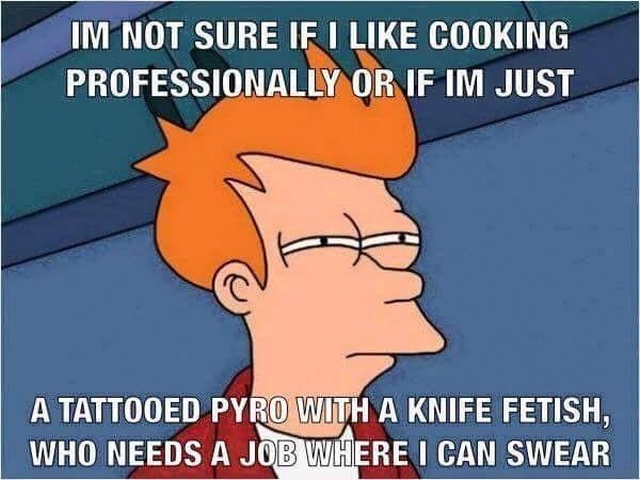 IM NOT SURE IF I LIKE COOKING
PROFESSIONALLY OR IF IM JUST
A TATTOOED PYRO WITH A KNIFE FETISH,
WHO NEEDS A JOB WHERE I CAN SWEAR